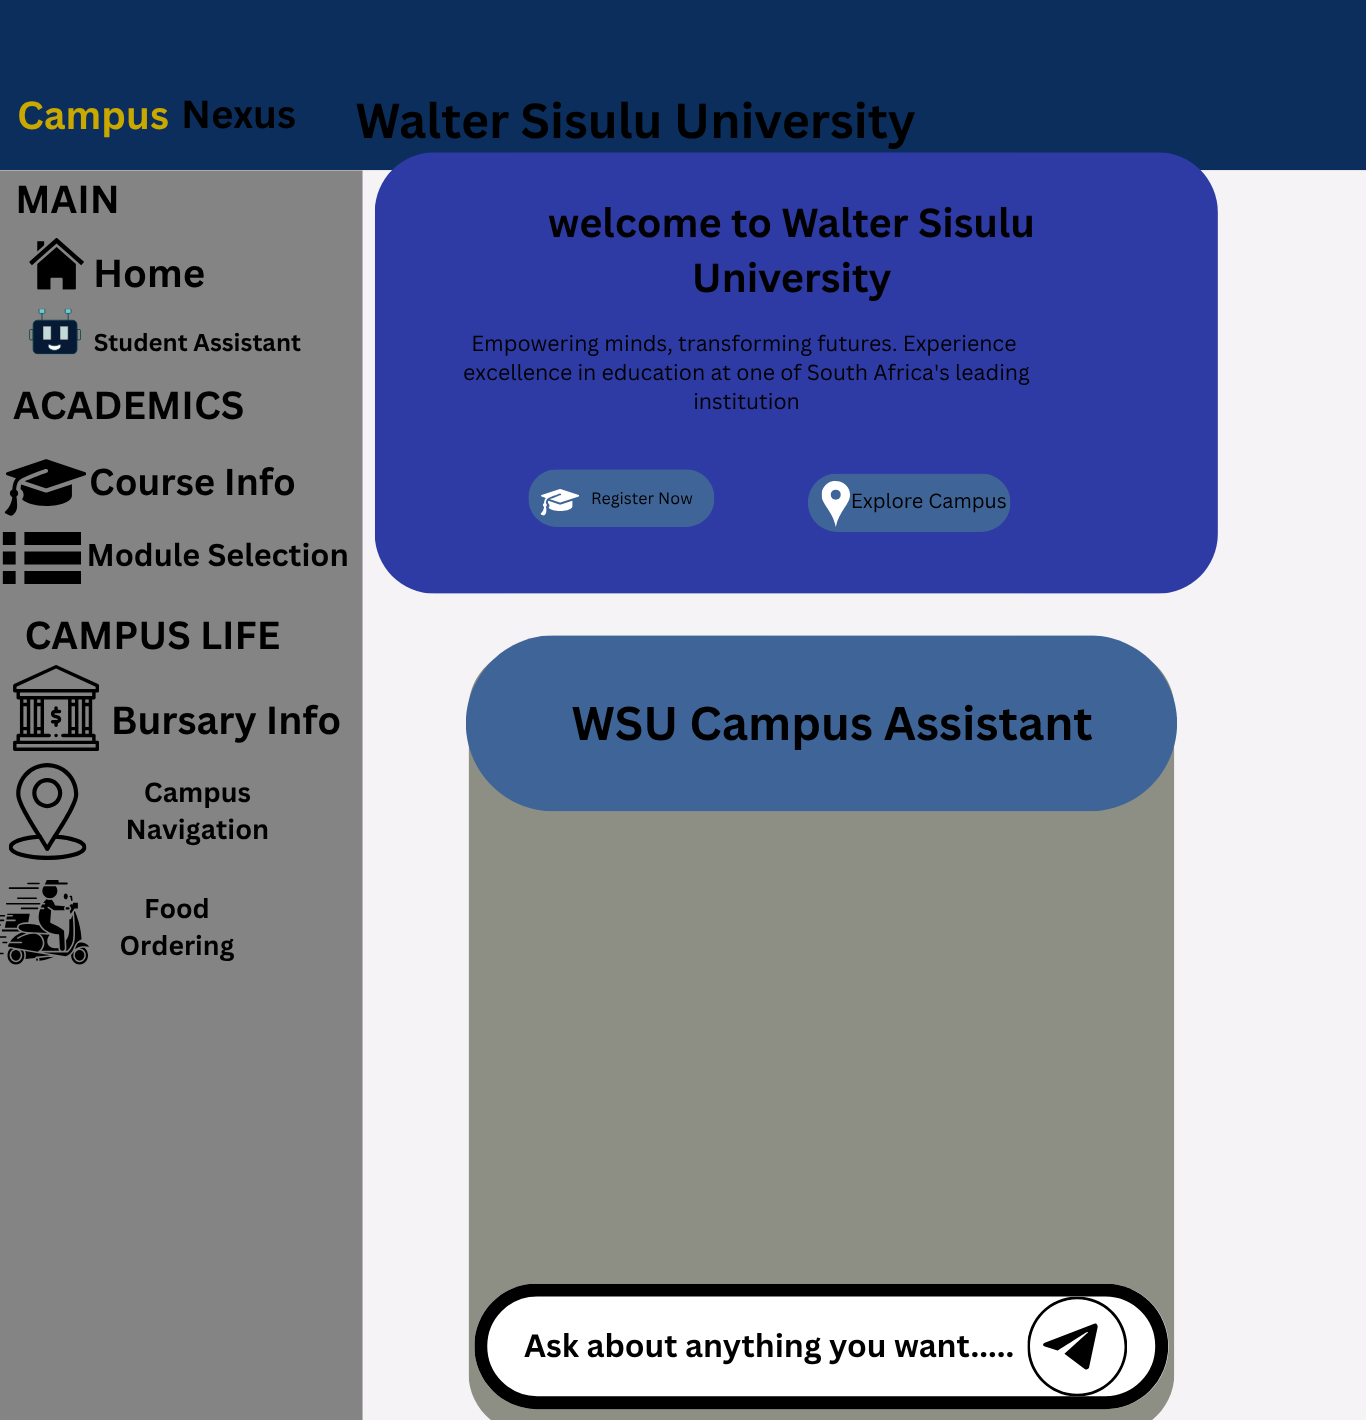 Campus Nexus
Walter Sisulu University
MAIN
Home
Student Assistant
ACADEMICS
Course Info
Module Selection
CAMPUS LIFE
$
Bursary Info
Campus
Navigation
Food
Ordering
welcome to Walter Sisulu
University
Empowering minds, transforming futures. Experience
excellence in education at one of South Africa's leading
institution
Register Now
Explore Campus
WSU Campus Assistant
Ask about anything you want.....